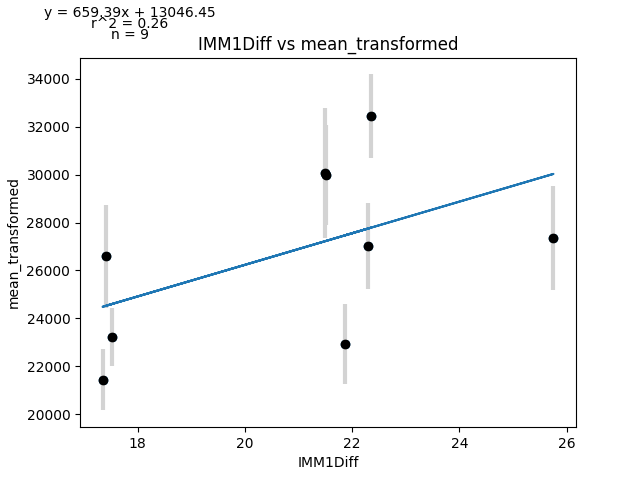 y = 659.39x + 13046.45
r^2 = 0.26
n = 9
IMM1Diff vs mean_transformed
34000
32000
30000
28000
26000
24000
22000
20000
mean_transformed
18 20 22 24 26
IMM1Diff